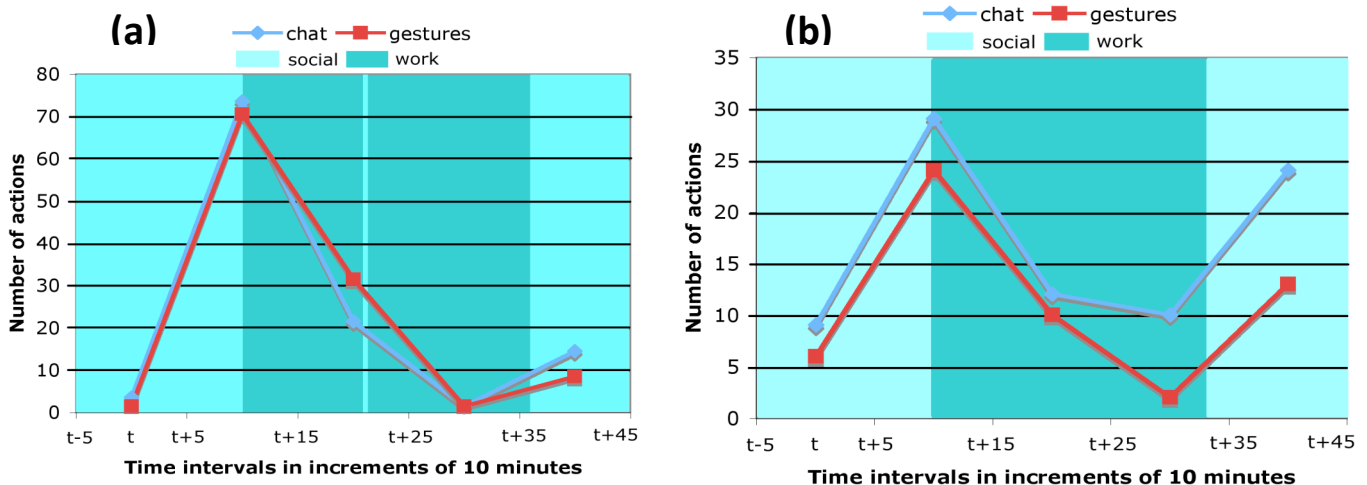 (a)
chat gestures
social work
80
70
60
50
40
30
20
10
0
Number of actions
t-5 t t+5 t+15 t+25 t+35 t+45
Time intervals in increments of 10 minutes
(b)
chat gestures
social work
35
30
25
20
15
10
5
0
Number of actions
t-5 t t+5 t+15 t+25 t+35 t+45
Time intervals in increments of 10 minutes